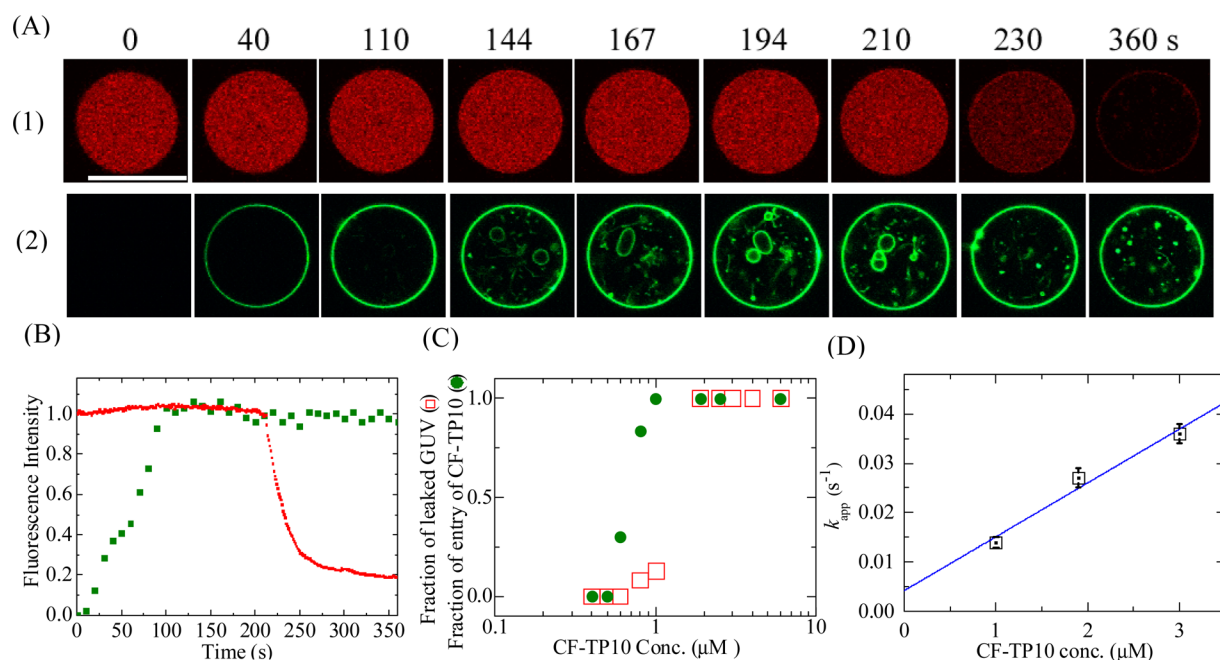 (A)
0 40 110 144 167 194 210 230 360 s
(1)
(2)
B
1.0
0.8
0.6
0.4
0.2
0.0
Fluorescence Intensity
0 50 100 150 200 250 300 350
Time (s)
(C)
Fraction of leaked GUV (□)
Fraction of entry of CF-TP10 (●)
1.0
0.5
0.0
0.1 1 10
CF-TP10 Conc. (μM )
(D)
k_app (s⁻¹)
0.04
0.03
0.02
0.01
0.00
0 1 2 3
CF-TP10 conc. (μM)